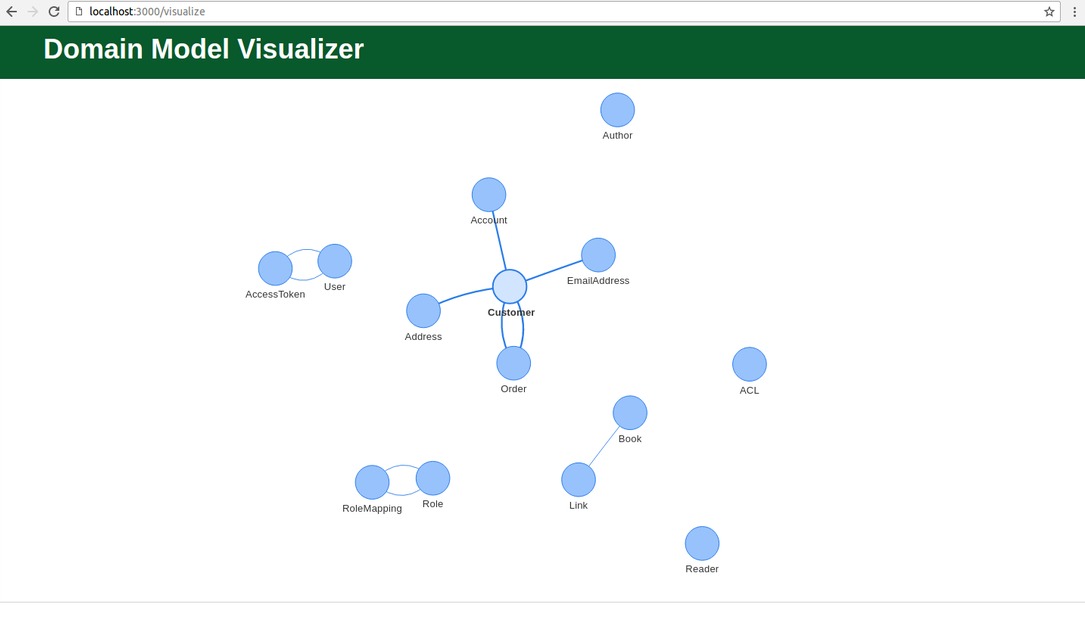 localhost:3000/visualize
Domain Model Visualizer
Author
Account
EmailAddress
AccessToken
User
Customer
Address
Order
ACL
Book
RoleMapping
Role
Link
Reader